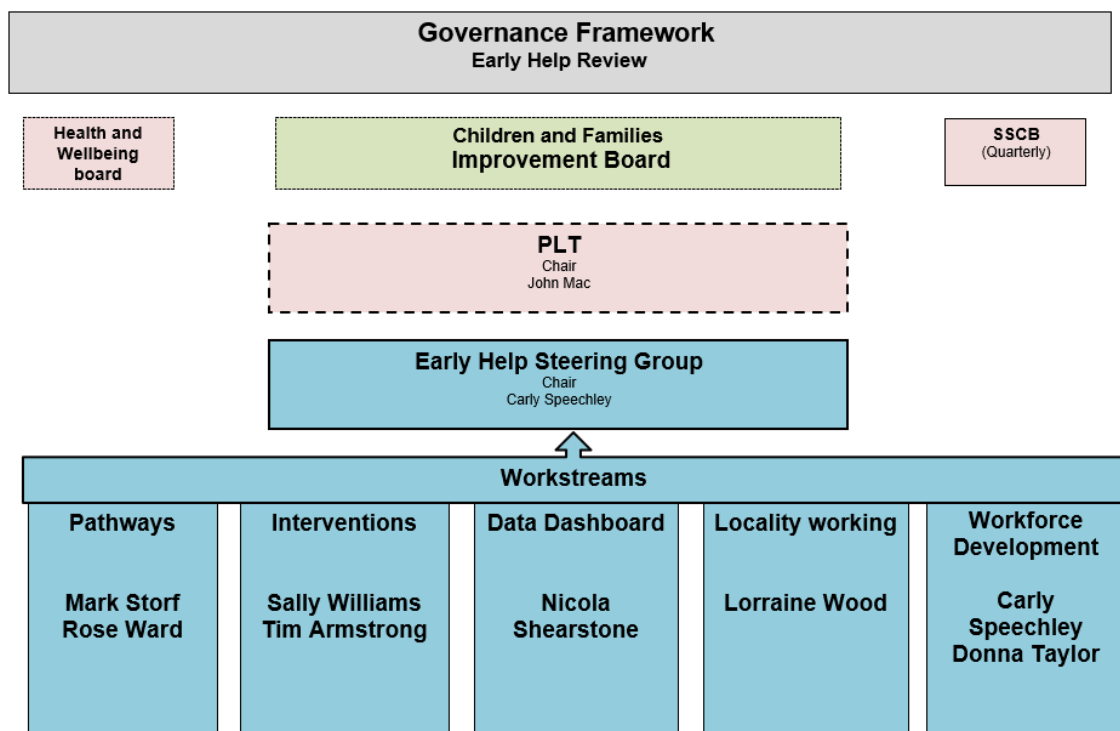 Governance Framework
Early Help Review
Health and
Wellbeing
board
Children and Families
Improvement Board
SSCB
(Quarterly)
PLT
Chair
John Mac
Early Help Steering Group
Chair
Carly Speechley
Workstreams
Pathways
Mark Storf
Rose Ward
Interventions
Sally Williams
Tim Armstrong
Data Dashboard
Nicola
Shearstone
Locality working
Lorraine Wood
Workforce
Development
Carly
Speechley
Donna Taylor